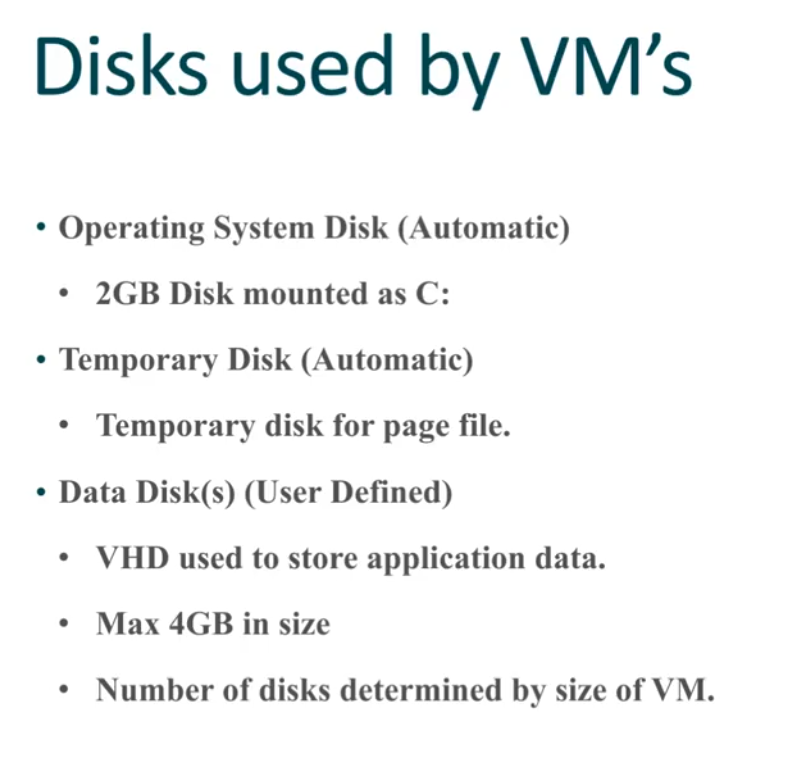 Disks used by VM’s
• Operating System Disk (Automatic)
• 2GB Disk mounted as C:
• Temporary Disk (Automatic)
• Temporary disk for page file.
• Data Disk(s) (User Defined)
• VHD used to store application data.
• Max 4GB in size
• Number of disks determined by size of VM.